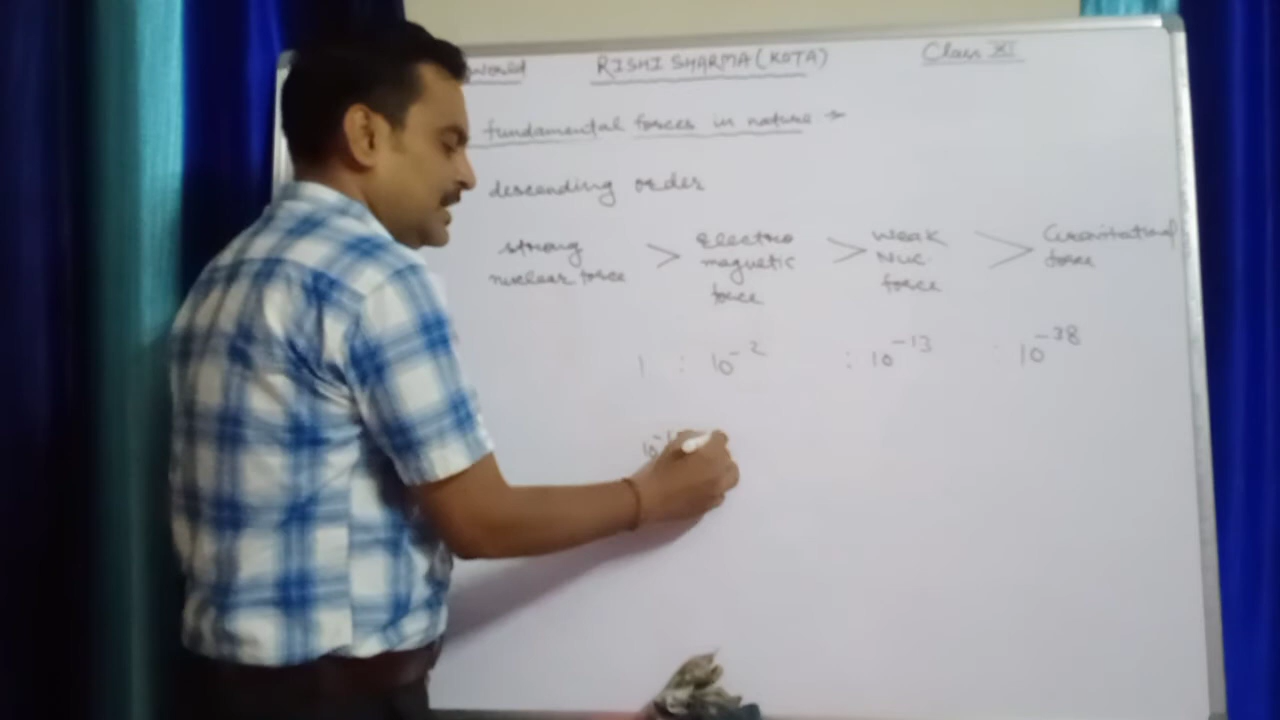 world RISHI SHARMA (KOTA) Class XI
fundamental forces in nature
descending order
strong nuclear force > Electro magnetic force > Weak Nuc. force > Gravitational force
1 : 10⁻² : 10⁻¹³ : 10⁻³⁸